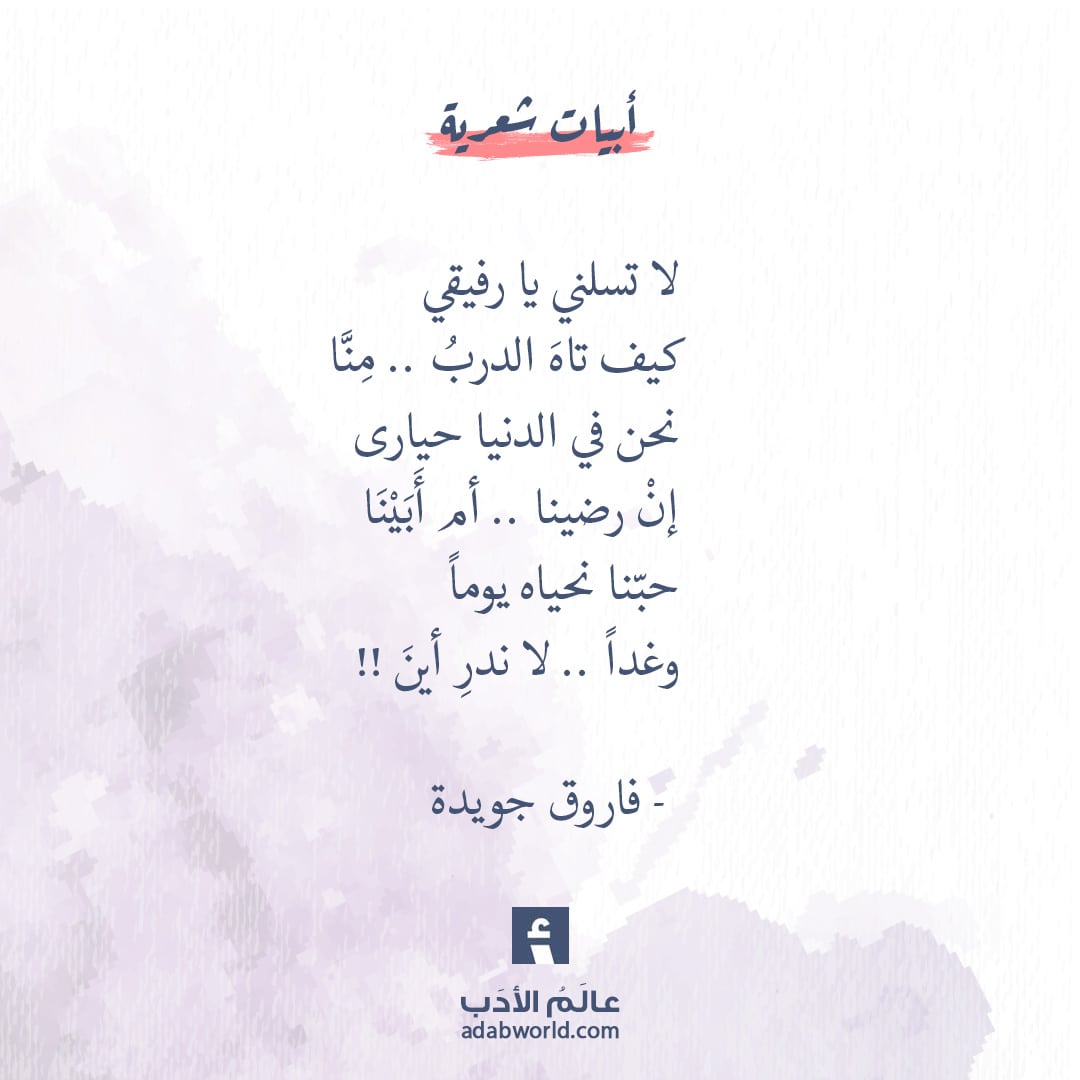 أبيات شعرية
لا تسلني يا رفيقي
كيف تاهَ الدربُ .. مِنَّا
نحن في الدنيا حيارى
إنْ رضينا .. أم أَبَيْنَا
حبّنا نحياه يوماً
وغداً .. لا ندرِ أينَ !!
- فاروق جويدة
أ
عالَمُ الأدَب
adabworld.com